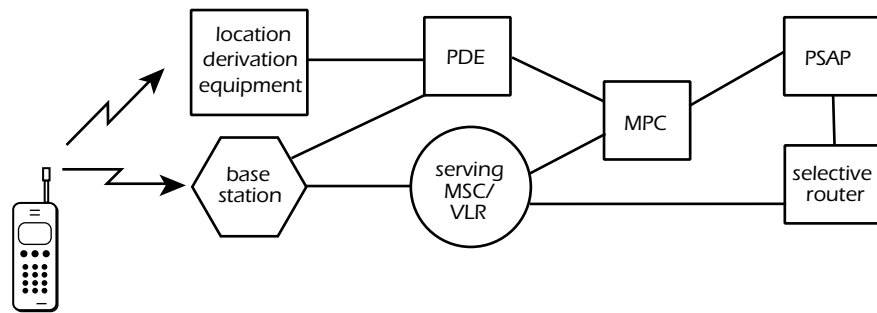 location
derivation
equipment
PDE
PSAP
MPC
base
station
serving
MSC/
VLR
selective
router